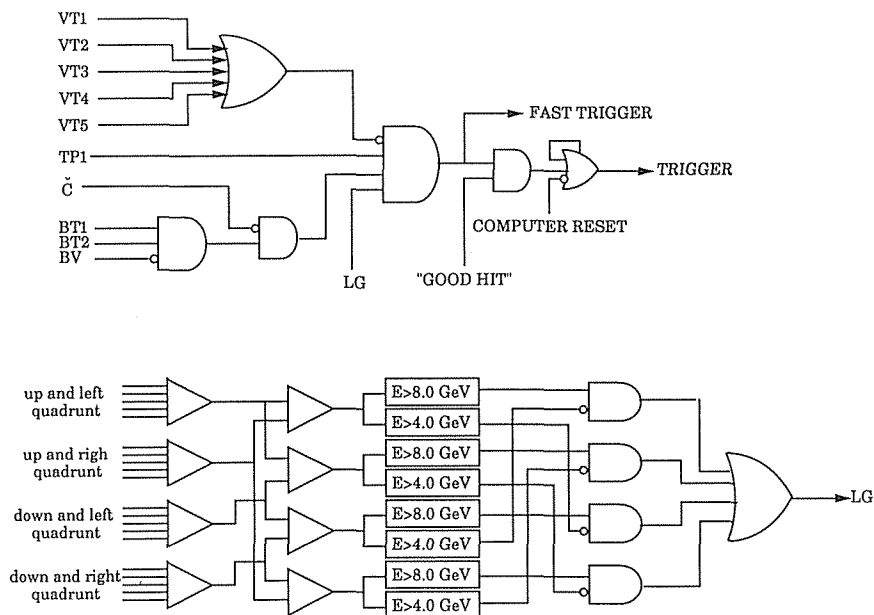 VT1
VT2
VT3
VT4
VT5
FAST TRIGGER
TP1
TRIGGER
Č
COMPUTER RESET
BT1
BT2
BV
LG
"GOOD HIT"
up and left
quadrunt
E>8.0 GeV
E>4.0 GeV
up and righ
quadrunt
E>8.0 GeV
E>4.0 GeV
LG
down and left
quadrunt
E>8.0 GeV
E>4.0 GeV
down and right
quadrunt
E>8.0 GeV
E>4.0 GeV